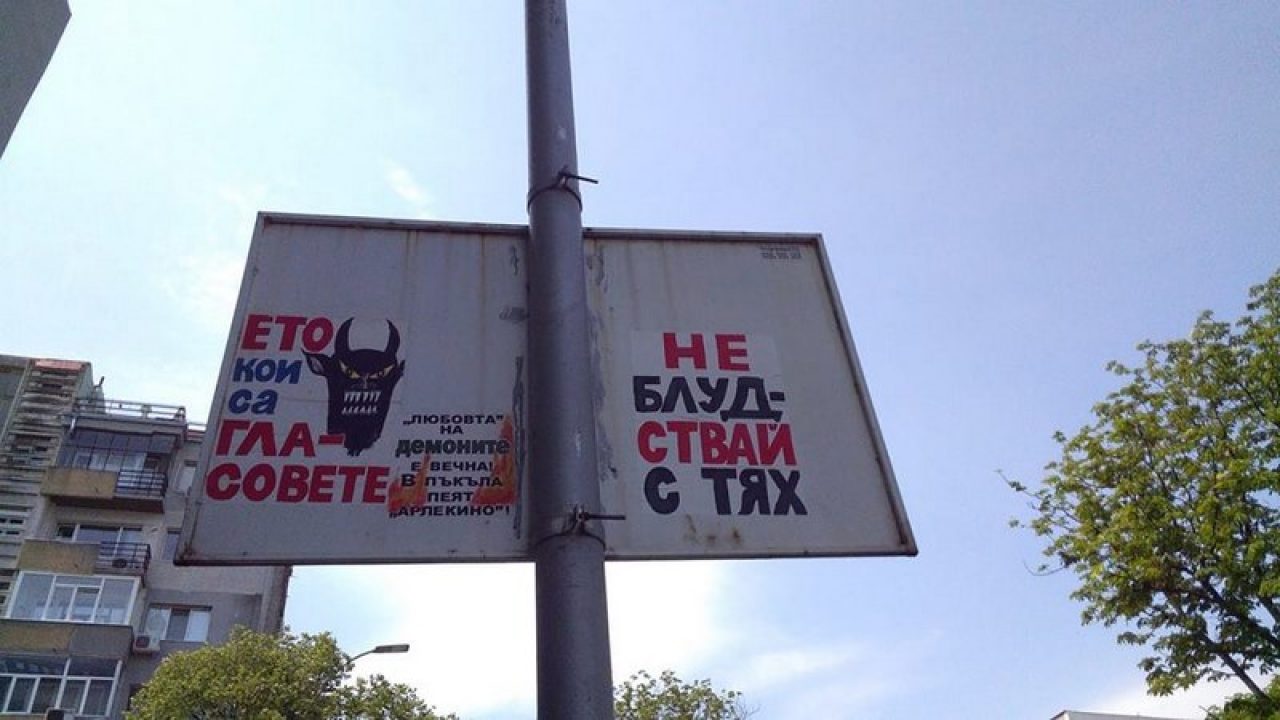 ЕТО
кои
са
ГЛА-
СОВЕТЕ
„ЛЮБОВТА"
НА
демоните
Е ВЕЧНА!
В ПЪКЪЛА
ПЕЯТ
„АРЛЕКИНО"!
НЕ
БЛУД-
СТВАЙ
С ТЯХ